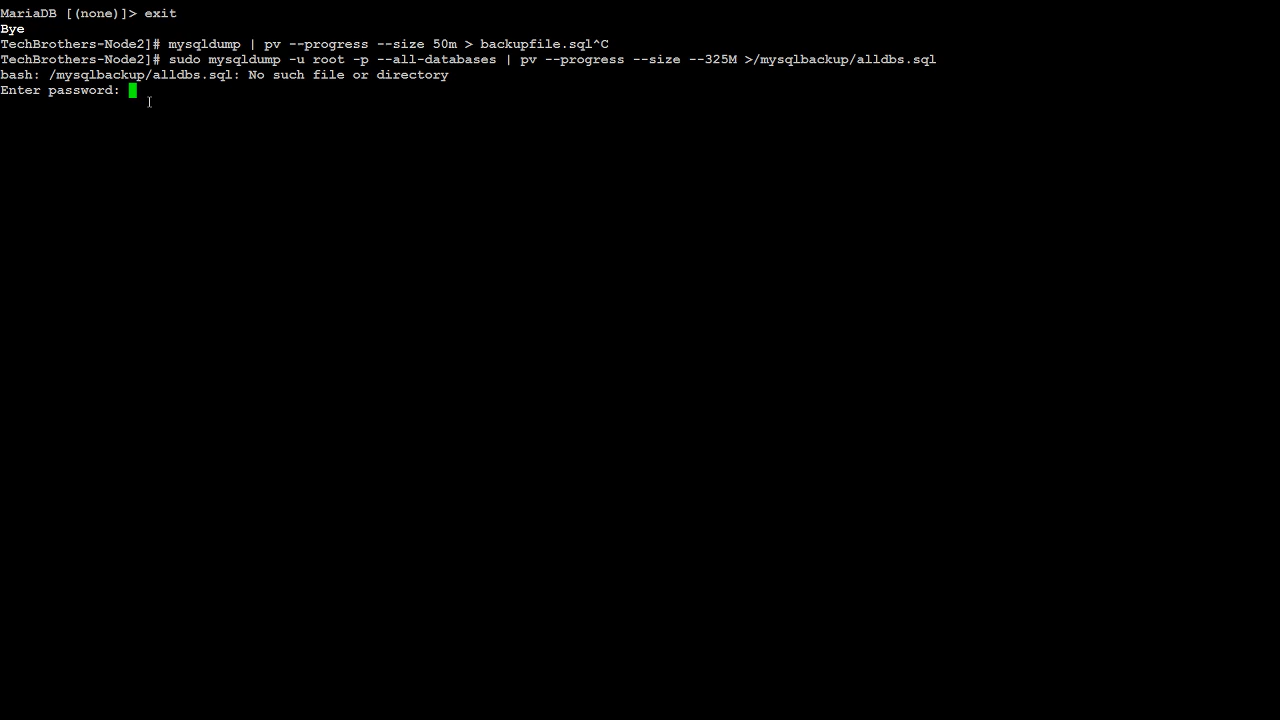 MariaDB [(none)]> exit
Bye
TechBrothers-Node2]# mysqldump | pv --progress --size 50m > backupfile.sql^C
TechBrothers-Node2]# sudo mysqldump -u root -p --all-databases | pv --progress --size --325M >/mysqlbackup/alldbs.sql
bash: /mysqlbackup/alldbs.sql: No such file or directory
Enter password: